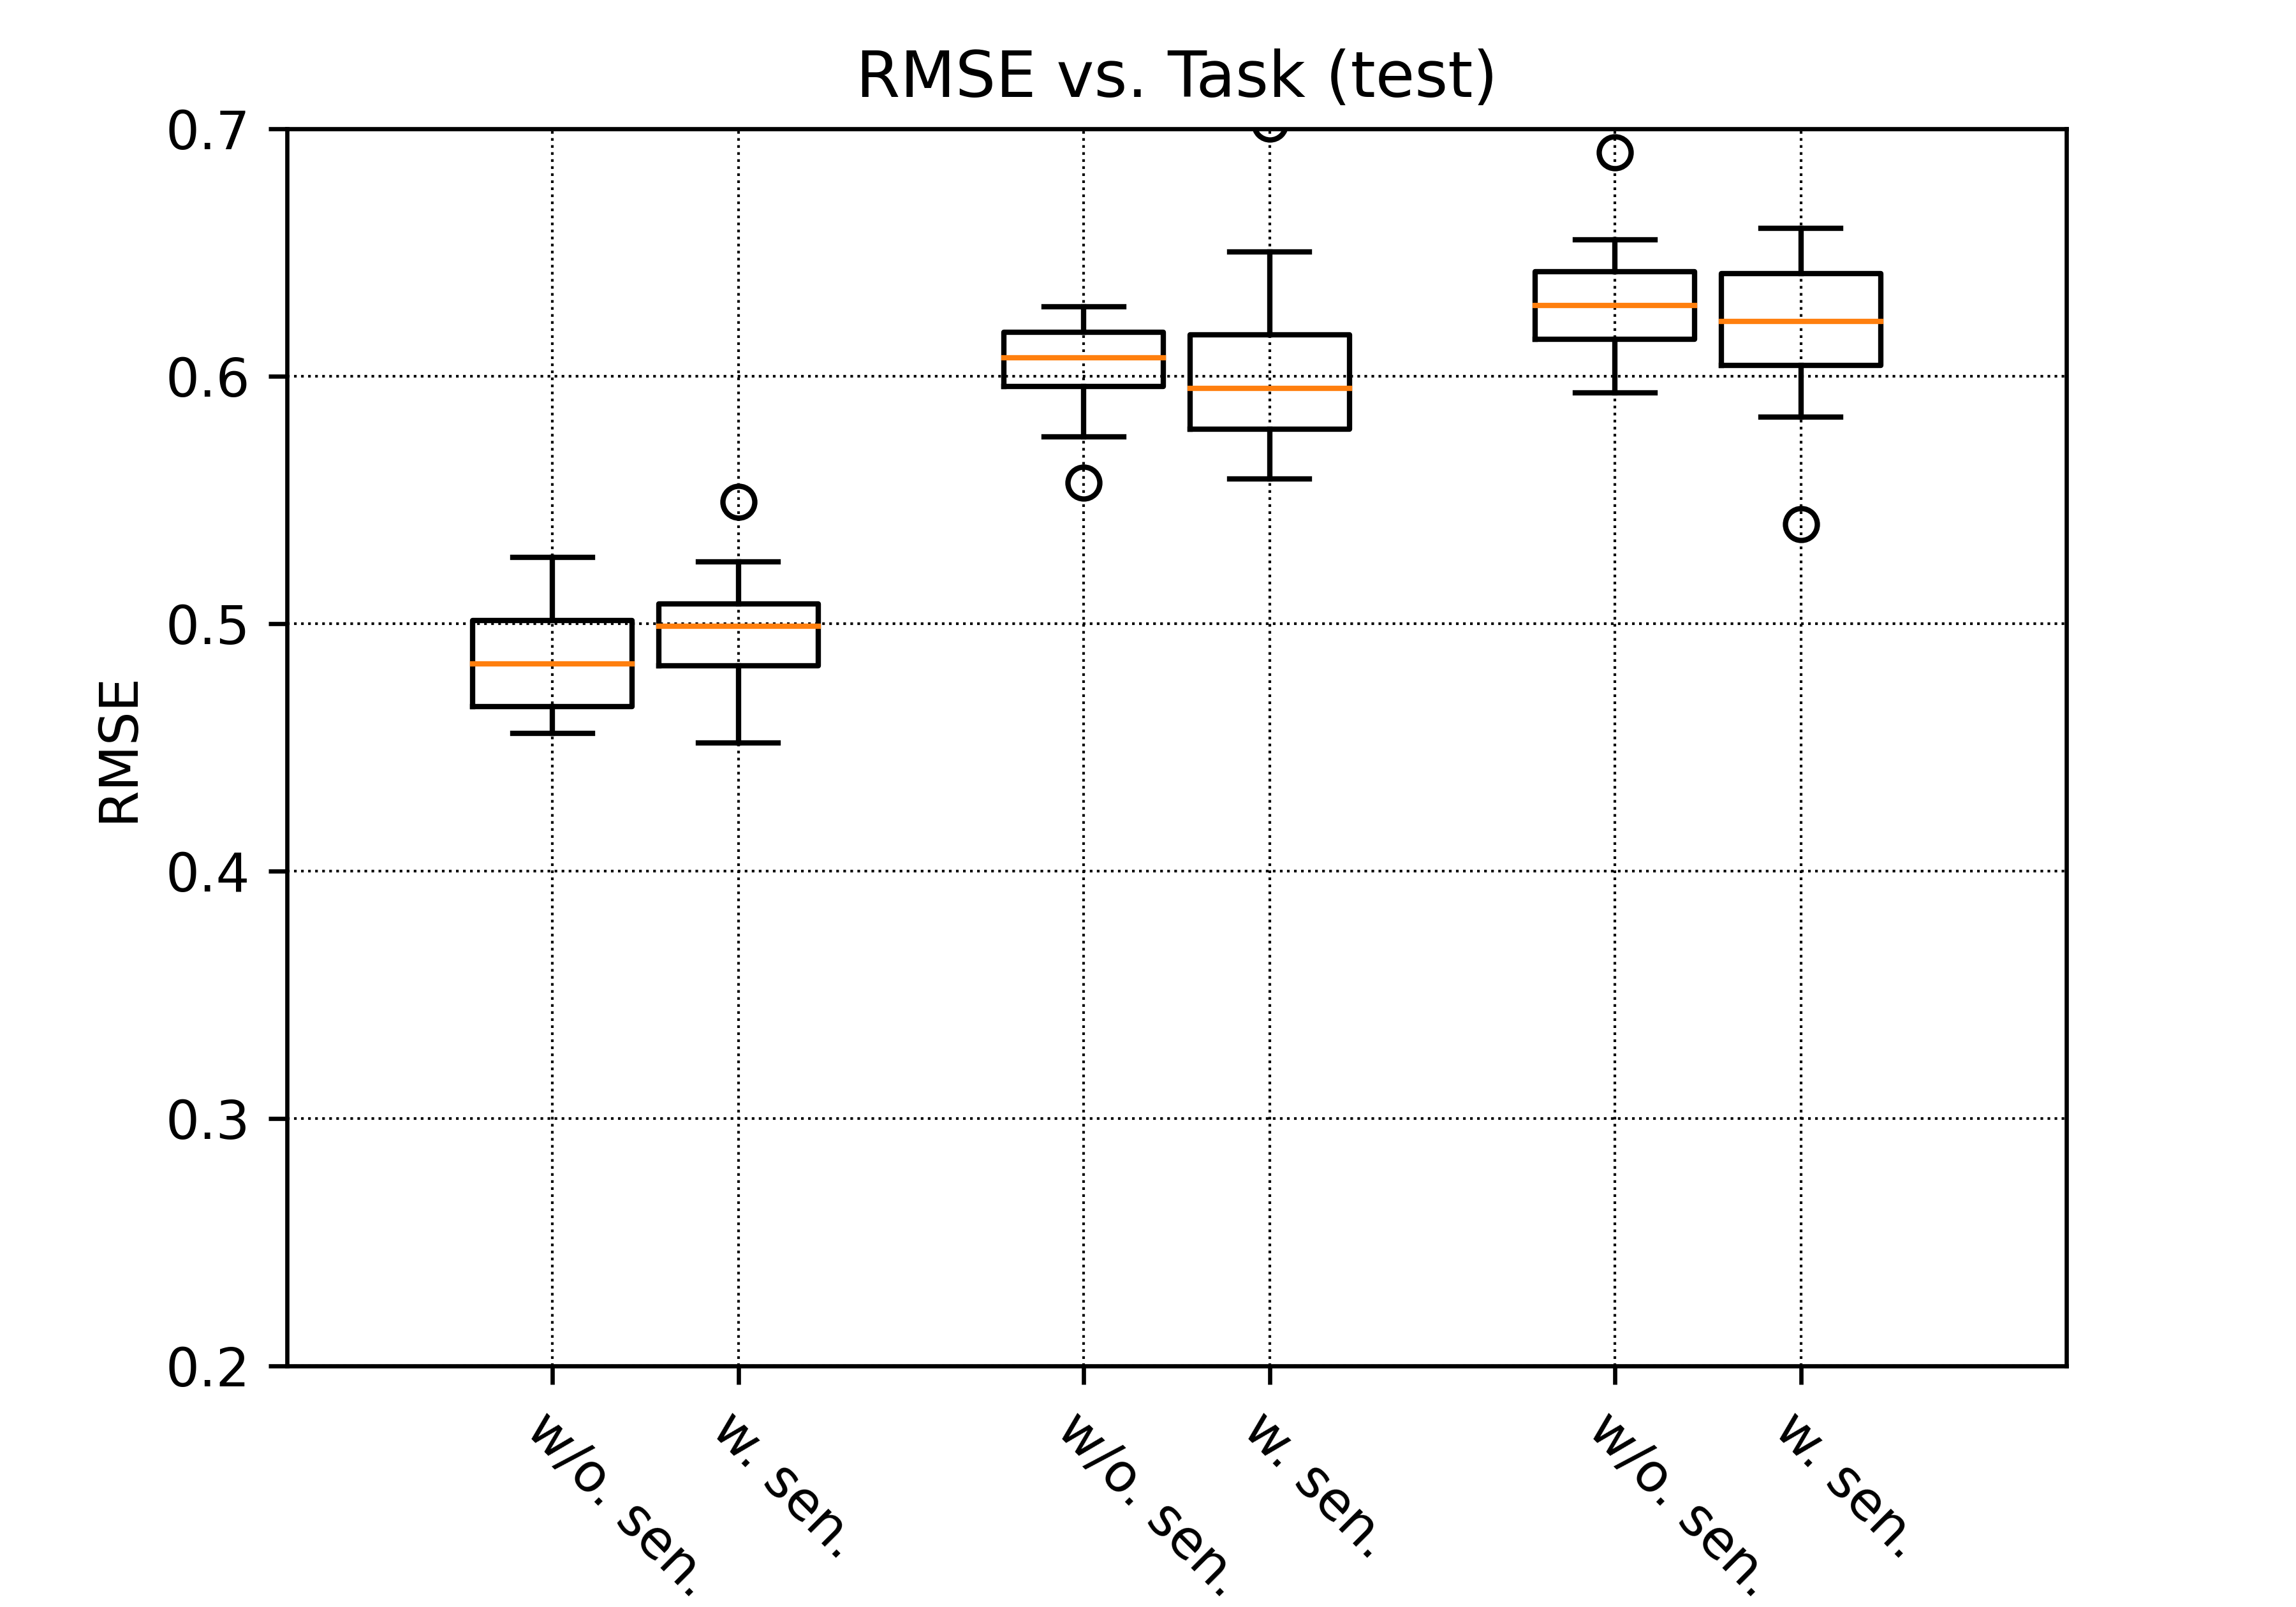 RMSE vs. Task (test)
0.7
0.6
0.5
0.4
0.3
0.2
RMSE
w/o. sen.
w. sen.
w/o. sen.
w. sen.
w/o. sen.
w. sen.